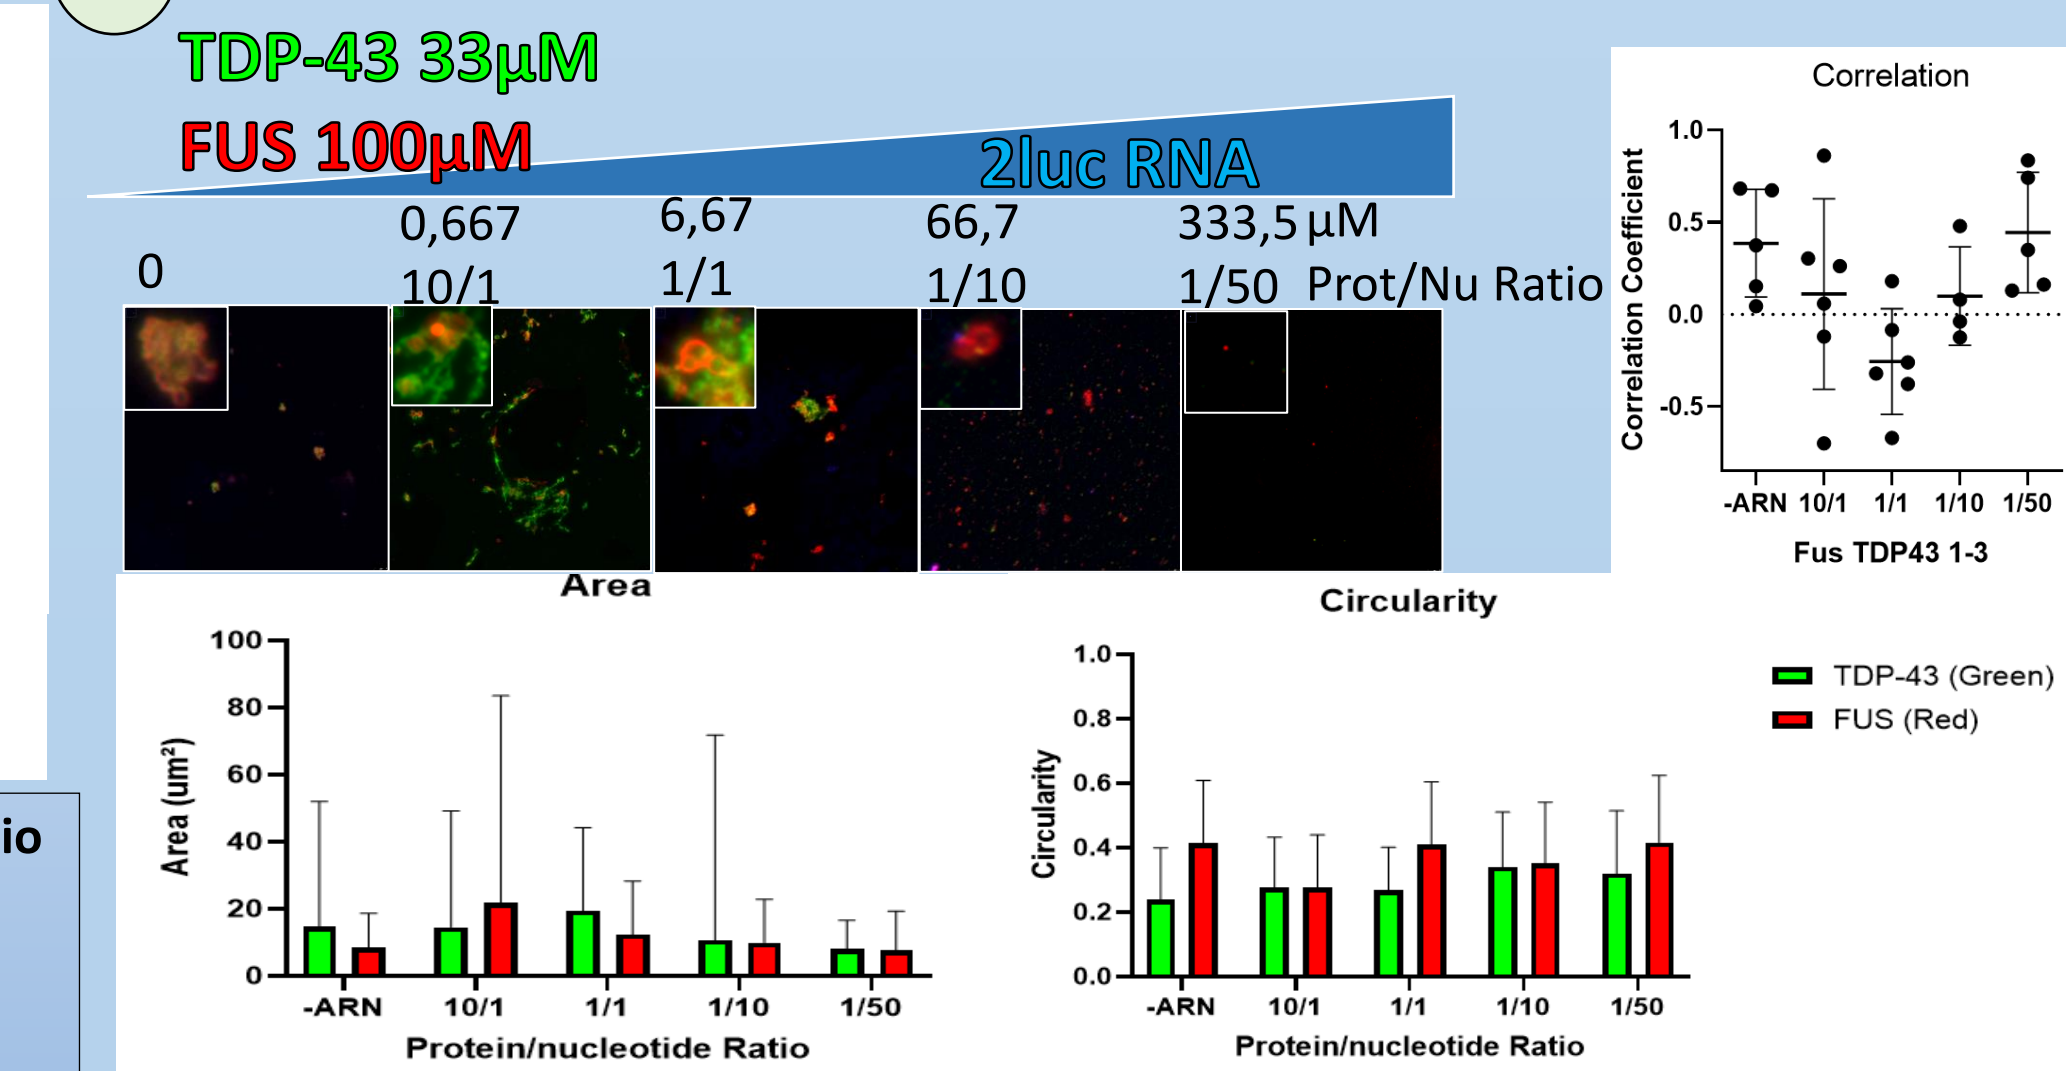 TDP-43 33µM
FUS 100µM
2luc RNA
0
0,667
6,67
66,7
333,5 µM
10/1
1/1
1/10
1/50
Prot/Nu Ratio
Correlation
Correlation Coefficient
1.0
0.5
0.0
-0.5
-ARN 10/1 1/1 1/10 1/50
Fus TDP43 1-3
Area
Area (um²)
100
80
60
40
20
0
-ARN 10/1 1/1 1/10 1/50
Protein/nucleotide Ratio
Circularity
Circularity
1.0
0.8
0.6
0.4
0.2
0.0
-ARN 10/1 1/1 1/10 1/50
Protein/nucleotide Ratio
TDP-43 (Green)
FUS (Red)
io